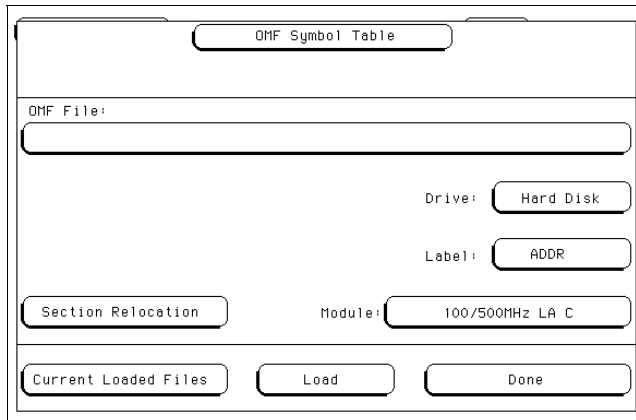 OMF Symbol Table
OMF File:
Drive: Hard Disk
Label: ADDR
Section Relocation Module: 100/500MHz LA C
Current Loaded Files Load Done